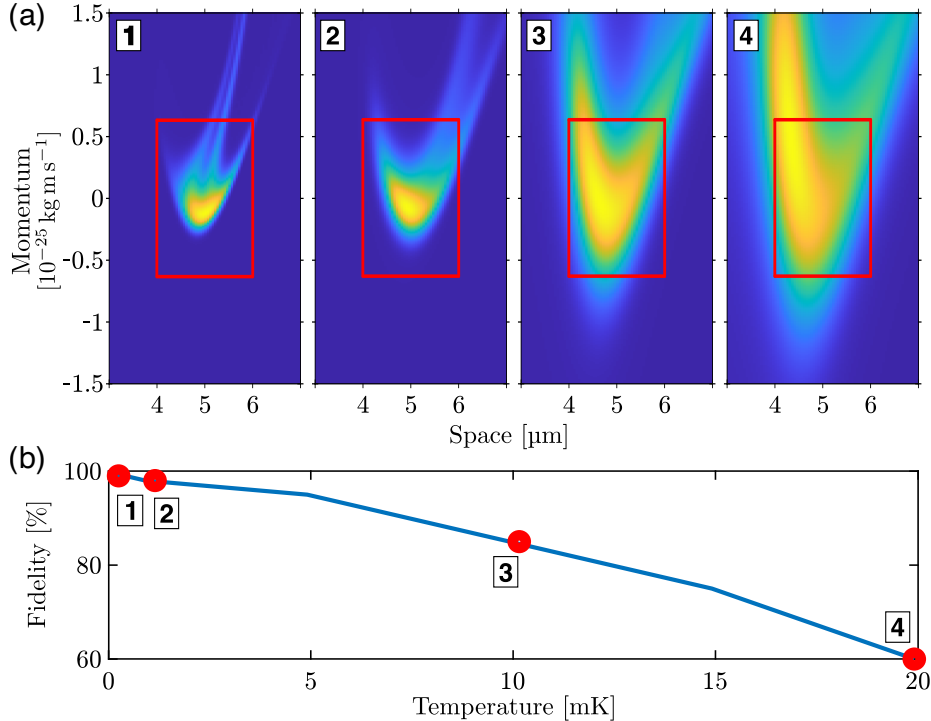 (a)
1 2 3 4
Momentum
[10⁻²⁵ kg m s⁻¹]
1.5
1
0.5
0
-0.5
-1
-1.5
4 5 6 4 5 6 4 5 6 4 5 6
Space [µm]
(b)
Fidelity [%]
100
80
60
1 2 3 4
0 5 10 15 20
Temperature [mK]